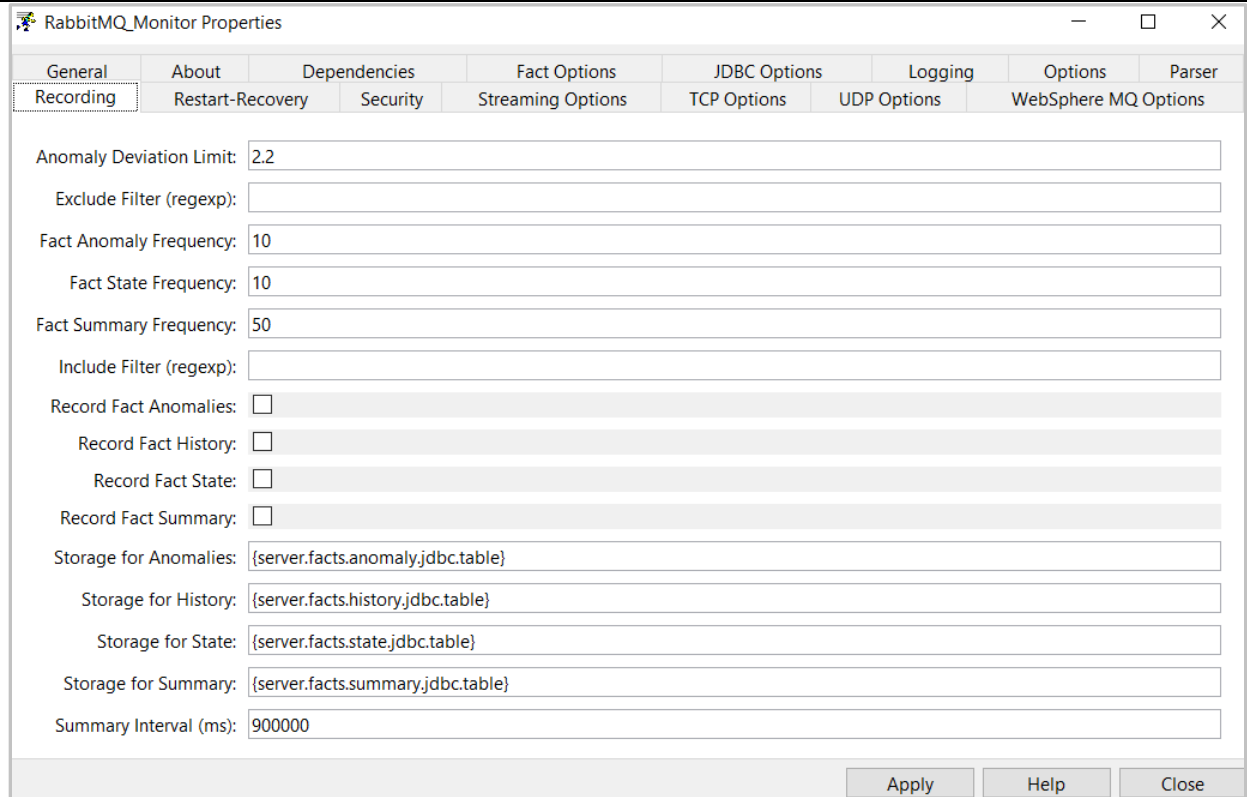 RabbitMQ_Monitor Properties
General About Dependencies Fact Options JDBC Options Logging Options Parser
Recording Restart-Recovery Security Streaming Options TCP Options UDP Options WebSphere MQ Options
Anomaly Deviation Limit: 2.2
Exclude Filter (regexp):
Fact Anomaly Frequency: 10
Fact State Frequency: 10
Fact Summary Frequency: 50
Include Filter (regexp):
Record Fact Anomalies:
Record Fact History:
Record Fact State:
Record Fact Summary:
Storage for Anomalies: {server.facts.anomaly.jdbc.table}
Storage for History: {server.facts.history.jdbc.table}
Storage for State: {server.facts.state.jdbc.table}
Storage for Summary: {server.facts.summary.jdbc.table}
Summary Interval (ms): 900000
Apply Help Close